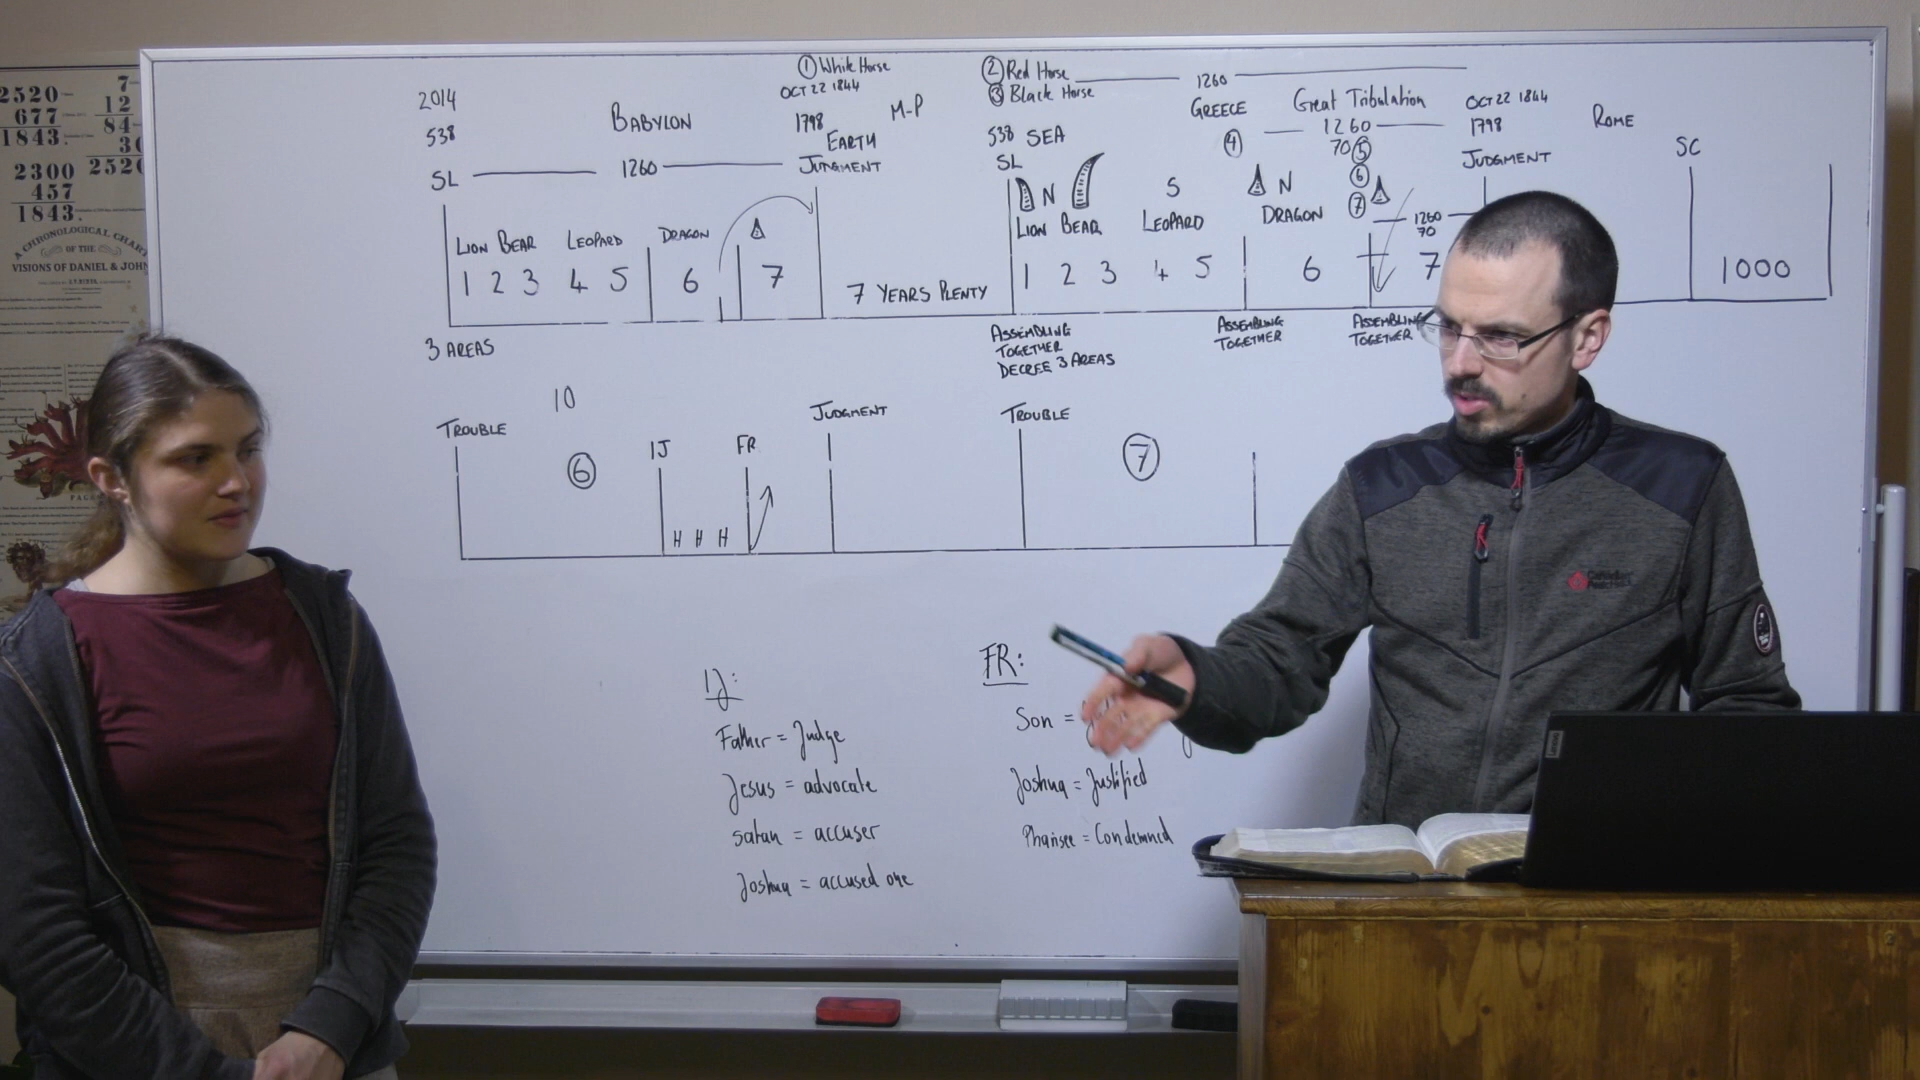 2520
677
1843
7
12
84
2520
2300
457
1843.
A CHRONOLOGICAL CHART
OF THE
VISIONS OF DANIEL & JOHN
① White Horse
OCT 22 1844
1798
EARTH
JUDGMENT
M-P
② Red Horse
③ Black Horse
1260
2014
538
SL
BABYLON
1260
538 SEA
SL
GREECE
④
Great Tribulation
1260
70 ⑤
⑥
⑦
OCT 22 1844
1798
JUDGMENT
ROME
SC
N
S
N
LION BEAR LEOPARD DRAGON
1 2 3 4 5 6 7
7 YEARS PLENTY
LION BEAR LEOPARD DRAGON
1260
70
1 2 3 4 5 6 7
1000
3 AREAS
ASSEMBLING
TOGETHER
DECREE 3 AREAS
ASSEMBLING
TOGETHER
ASSEMBLING
TOGETHER
10
TROUBLE
⑥
IJ
FR
JUDGMENT
TROUBLE
⑦
H H H
IJ:
Father = Judge
Jesus = advocate
satan = accuser
Joshua = accused one
FR:
Son =
Joshua = Justified
Pharisee = Condemned
Lenovo